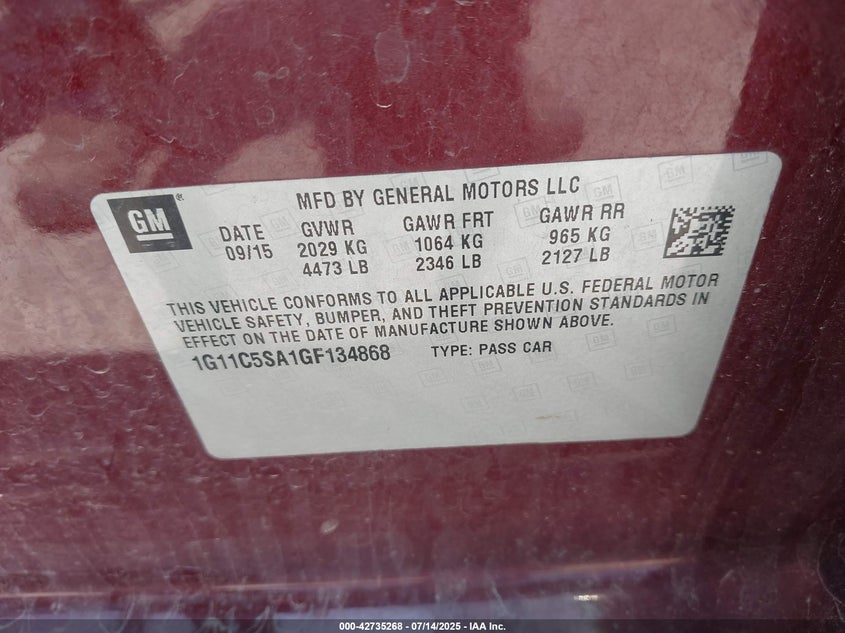 GM
MFD BY GENERAL MOTORS LLC
DATE GVWR GAWR FRT GAWR RR
09/15 2029 KG 1064 KG 965 KG
4473 LB 2346 LB 2127 LB
THIS VEHICLE CONFORMS TO ALL APPLICABLE U.S. FEDERAL MOTOR
VEHICLE SAFETY, BUMPER, AND THEFT PREVENTION STANDARDS IN
EFFECT ON THE DATE OF MANUFACTURE SHOWN ABOVE.
1G11C5SA1GF134868 TYPE: PASS CAR
000-42735268 - 07/14/2025 - IAA Inc.